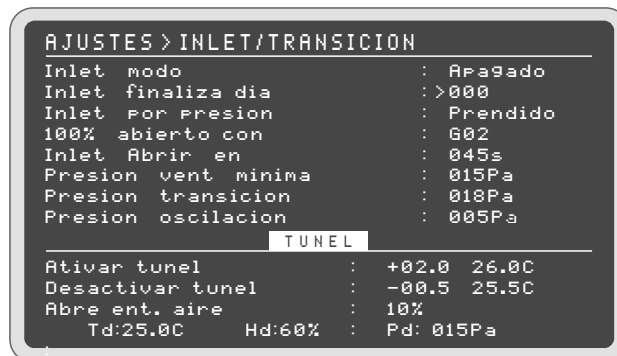 AJUSTES > INLET/TRANSICION
Inlet modo : Apagado
Inlet finaliza dia :>000
Inlet por presion : Prendido
100% abierto con : G02
Inlet Abrir en : 045s
Presion vent minima : 015Pa
Presion transicion : 018Pa
Presion oscilacion : 005Pa
TUNEL
Ativar tunel : +02.0 26.0C
Desactivar tunel : -00.5 25.5C
Abre ent. aire : 10%
Td:25.0C Hd:60% : Pd: 015Pa
: